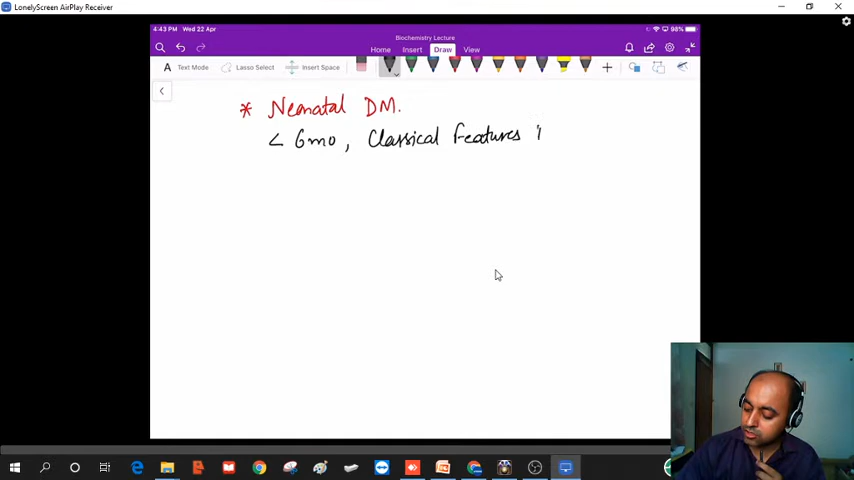 LonelyScreen AirPlay Receiver
4:43 PM Wed 22 Apr
98%
Biochemistry Lecture
Home Insert Draw View
Text Mode Lasso Select Insert Space
* Neonatal DM.
< 6mo, Classical Features